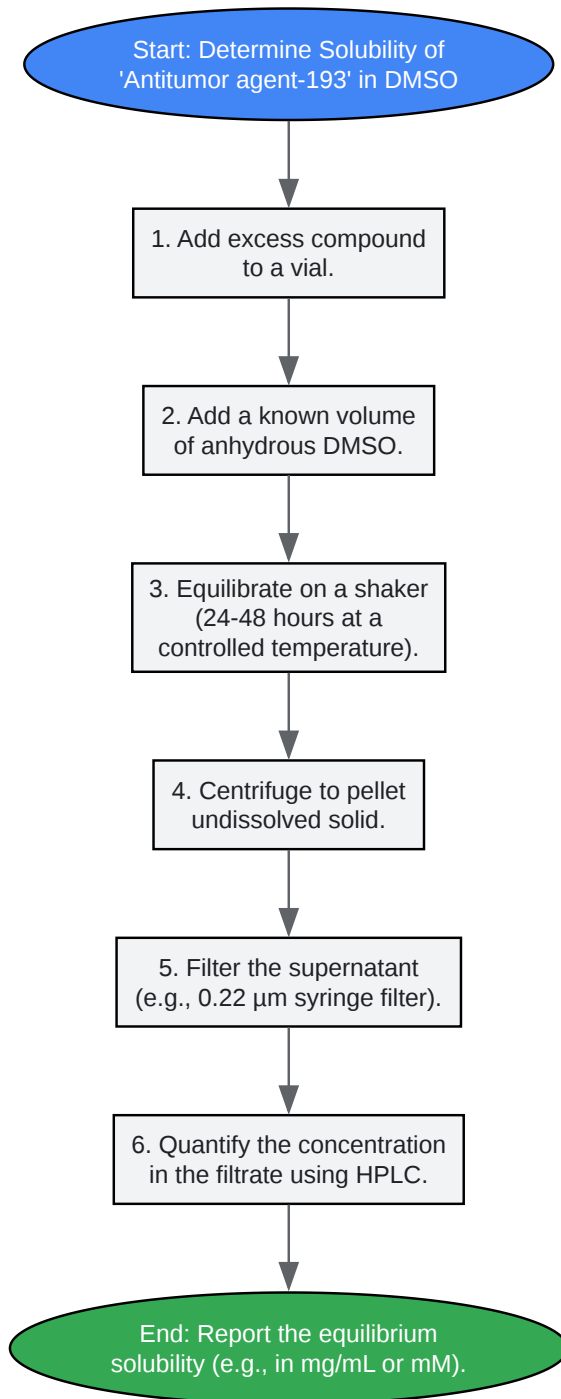 Start: Determine Solubility of
'Antitumor agent-193' in DMSO
1. Add excess compound
to a vial.
2. Add a known volume
of anhydrous DMSO.
3. Equilibrate on a shaker
(24-48 hours at a
controlled temperature).
4. Centrifuge to pellet
undissolved solid.
5. Filter the supernatant
(e.g., 0.22 µm syringe filter).
6. Quantify the concentration
in the filtrate using HPLC.
End: Report the equilibrium
solubility (e.g., in mg/mL or mM).